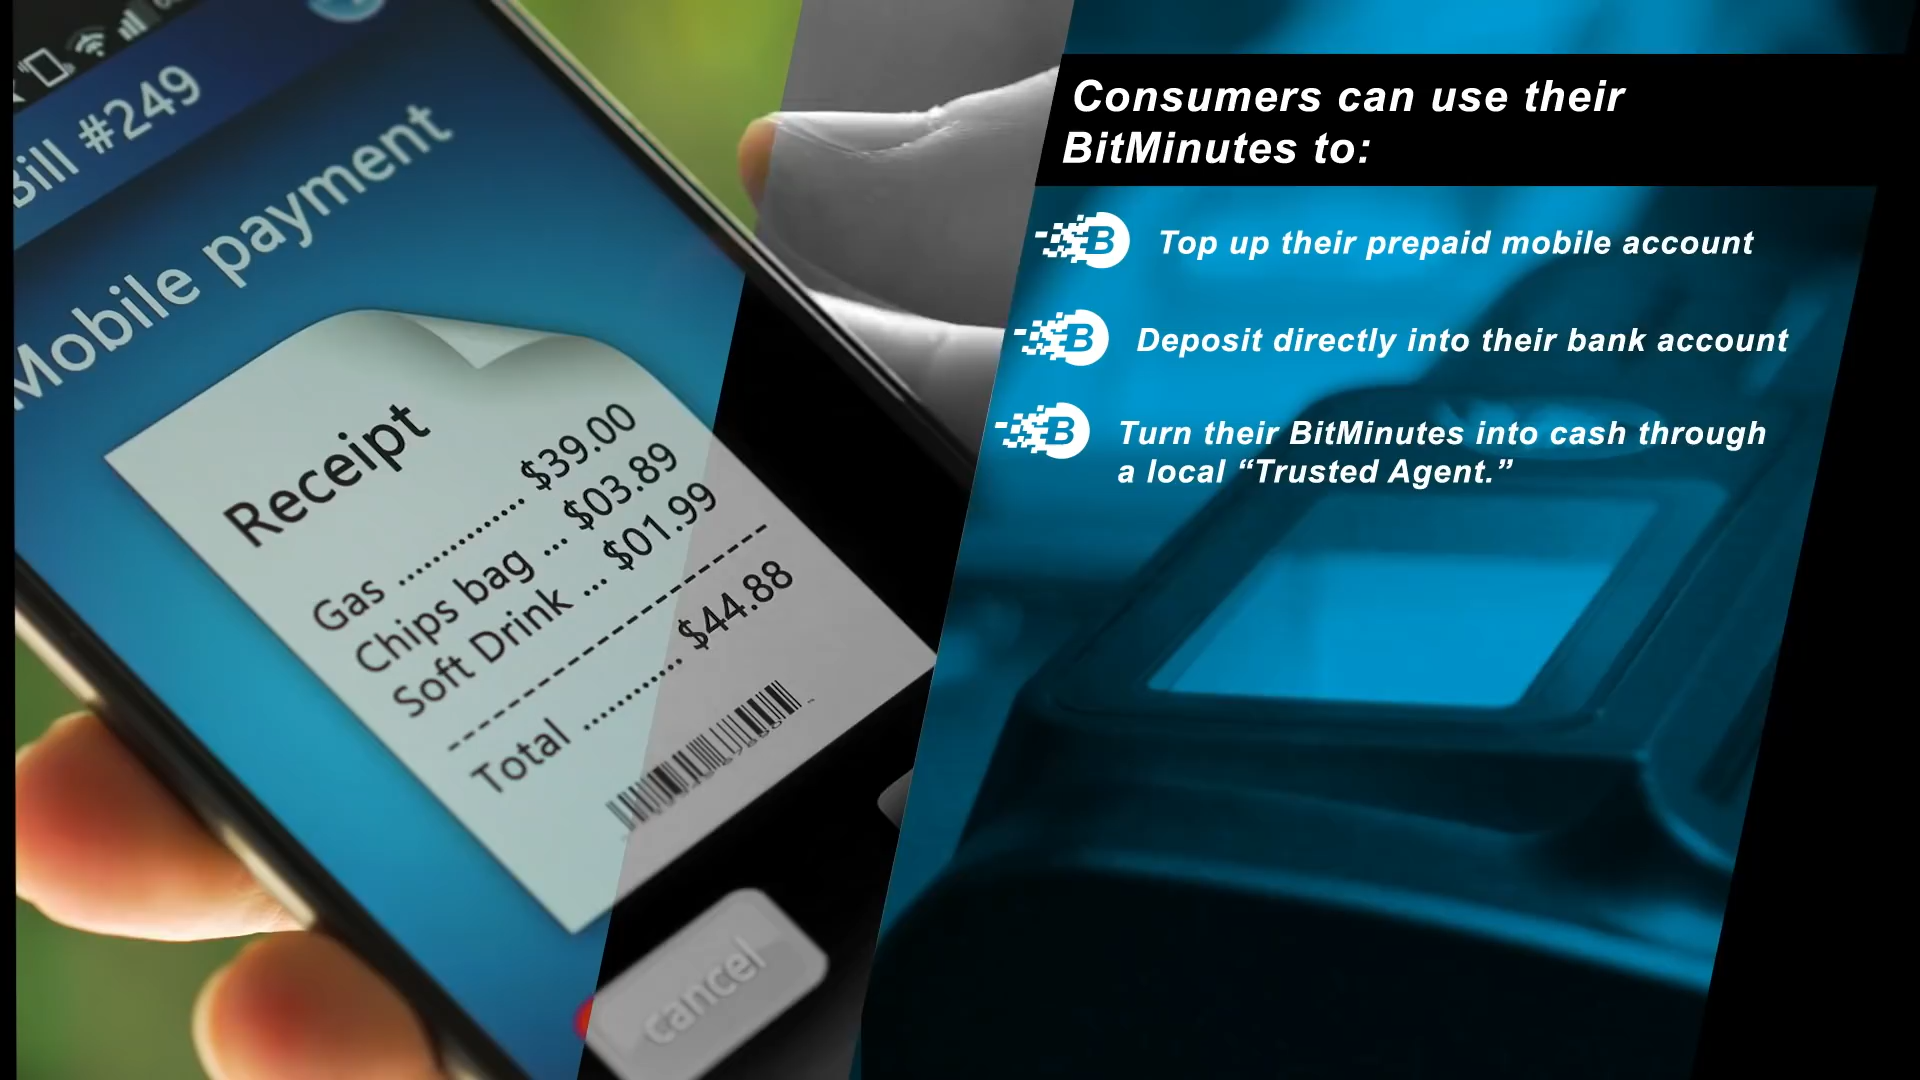 Bill #249
Mobile payment
Receipt
Gas ............. $39.00
Chips bag ... $03.89
Soft Drink ... $01.99
Total ........... $44.88
cancel
Consumers can use their
BitMinutes to:
B Top up their prepaid mobile account
B Deposit directly into their bank account
B Turn their BitMinutes into cash through
a local “Trusted Agent.”